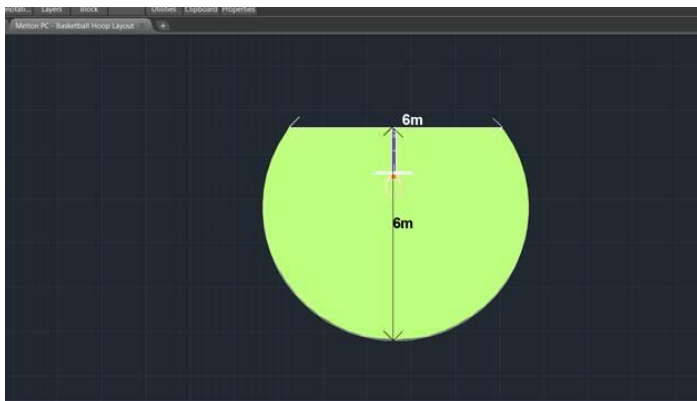 Layers Block Utilities Clipboard Properties
Melton PC - Basketball Hoop Layout
6m
6m